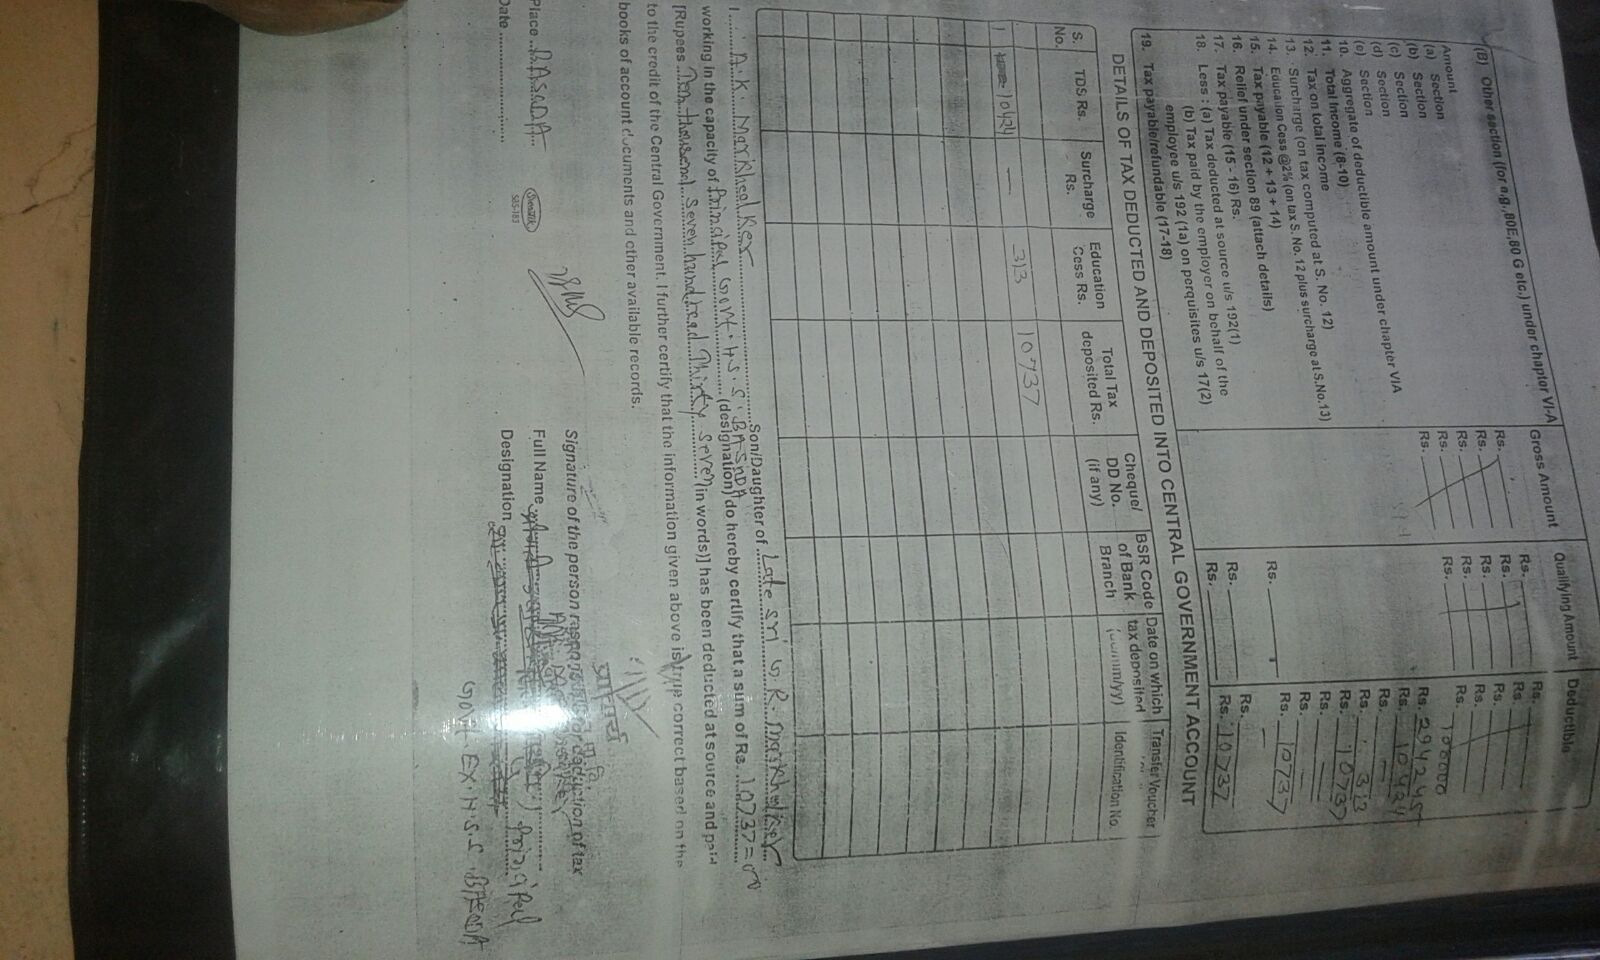 (B) Other section (for e.g.,80E,80 G etc.) under chapter VI-A
Gross Amount Qualifying Amount Deductible
Amount
(a) Section Rs. Rs. Rs.
(b) Section Rs. Rs. Rs.
(c) Section Rs. Rs. Rs.
(d) Section Rs. Rs. Rs.
(e) Section Rs. Rs. Rs.
10. Aggregate of deductible amount under chapter VIA 100000
11. Total Income (8-10) Rs. 294245
12. Tax on total income Rs. 10424
13. Surcharge (on tax computed at S. No. 12) Rs. —
14. Education Cess @2% (on tax S. No. 12 plus surcharge at S.No.13) Rs. 313
15. Tax payable (12 + 13 + 14) Rs. 10737
16. Relief under section 89 (attach details) Rs. —
17. Tax payable (15 - 16) Rs. Rs. —
18. Less : (a) Tax deducted at source u/s 192(1) Rs. Rs. 10737
(b) Tax paid by the employer on behalf of the —
employee u/s 192 (1a) on perquisites u/s 17(2) Rs. Rs.
19. Tax payable/refundable (17-18) Rs. Rs. 10737
DETAILS OF TAX DEDUCTED AND DEPOSITED INTO CENTRAL GOVERNMENT ACCOUNT
S. No. TDS Rs. Surcharge Rs. Education Cess Rs. Total Tax deposited Rs. Cheque/ DD No. (if any) BSR Code of Bank Branch Date on which tax deposited (dd/mm/yy) Transfer Voucher Identification No.
1 10424 — 313 10737
I, A.K. Markhedker Son/Daughter of Late Sri G.R. Markhedker
working in the capacity of Principal Govt. H.S.S. BASODA (designation) do hereby certify that a sum of Rs. 10737=00
[Rupees Ten thousand Seven hundread Thirty seven in words)] has been deducted at source and paid
to the credit of the Central Government. I further certify that the information given above is true correct based on the
books of account documents and other available records.
प्राचार्य
Signature of the person responsible for deduction of tax
Place BASODA
Swastik
SBS-183
Full Name
Date
Designation Principal
Govt. EX. H.S.S. BASODA